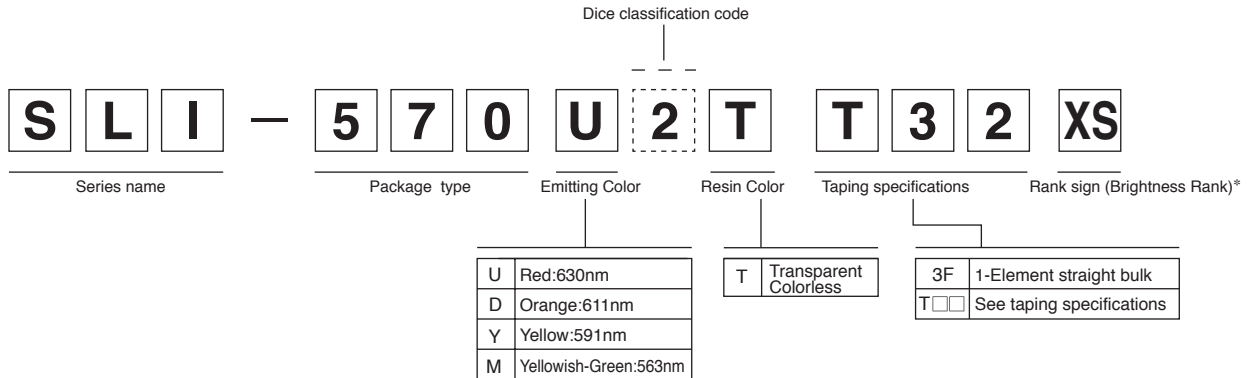 Dice classification code
S L I — 5 7 0 U 2 T T 3 2 XS
Series name Package type Emitting Color Resin Color Taping specifications Rank sign (Brightness Rank)*
U Red:630nm T Transparent Colorless 3F 1-Element straight bulk
D Orange:611nm T□□ See taping specifications
Y Yellow:591nm
M Yellowish-Green:563nm